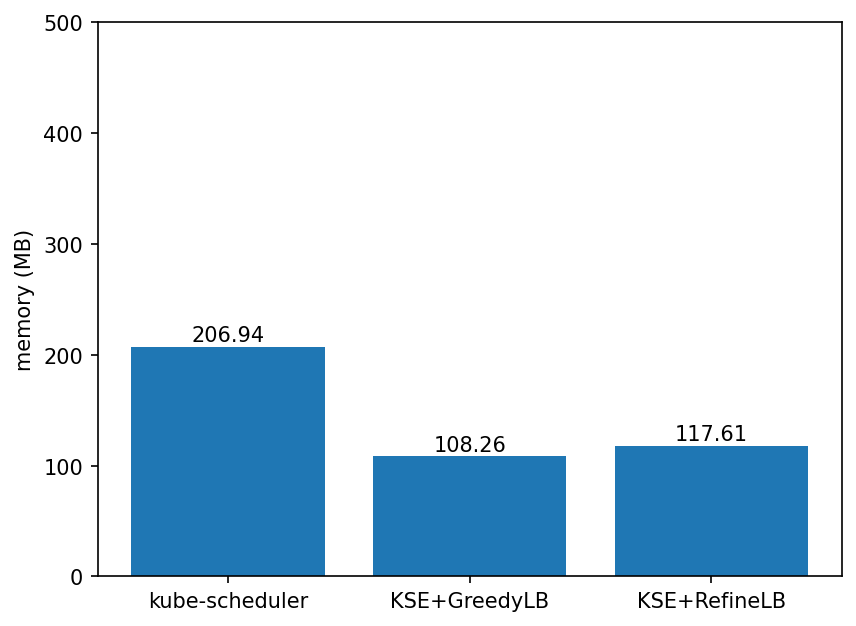 500
400
300
200
100
0
memory (MB)
206.94
108.26
117.61
kube-scheduler
KSE+GreedyLB
KSE+RefineLB